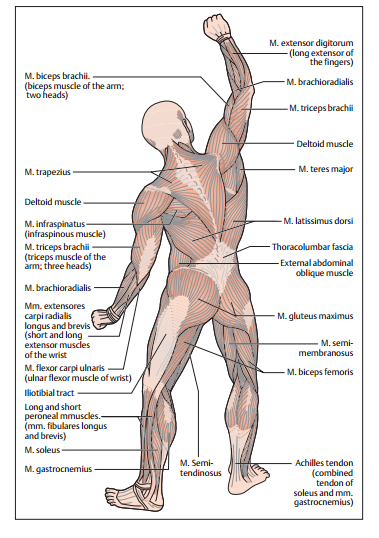 M. extensor digitorum
(long extensor of
the fingers)
M. biceps brachii.
(biceps muscle of the arm;
two heads)
M. brachioradialis
M. triceps brachii
Deltoid muscle
M. trapezius
M. teres major
Deltoid muscle
M. infraspinatus
(infraspinous muscle)
M. latissimus dorsi
M. triceps brachii
(triceps muscle of the
arm; three heads)
Thoracolumbar fascia
External abdominal
oblique muscle
M. brachioradialis
Mm. extensores
carpi radialis
longus and brevis
(short and long
extensor muscles
of the wrist
M. gluteus maximus
M. semi-
membranosus
M. flexor carpi ulnaris
(ulnar flexor muscle of wrist)
M. biceps femoris
Iliotibial tract
Long and short
peroneal mmuscles.
(mm. fibulares longus
and brevis)
M. soleus
M. gastrocnemius
M. Semi-
tendinosus
Achilles tendon
(combined
tendon of
soleus and mm.
gastrocnemius)